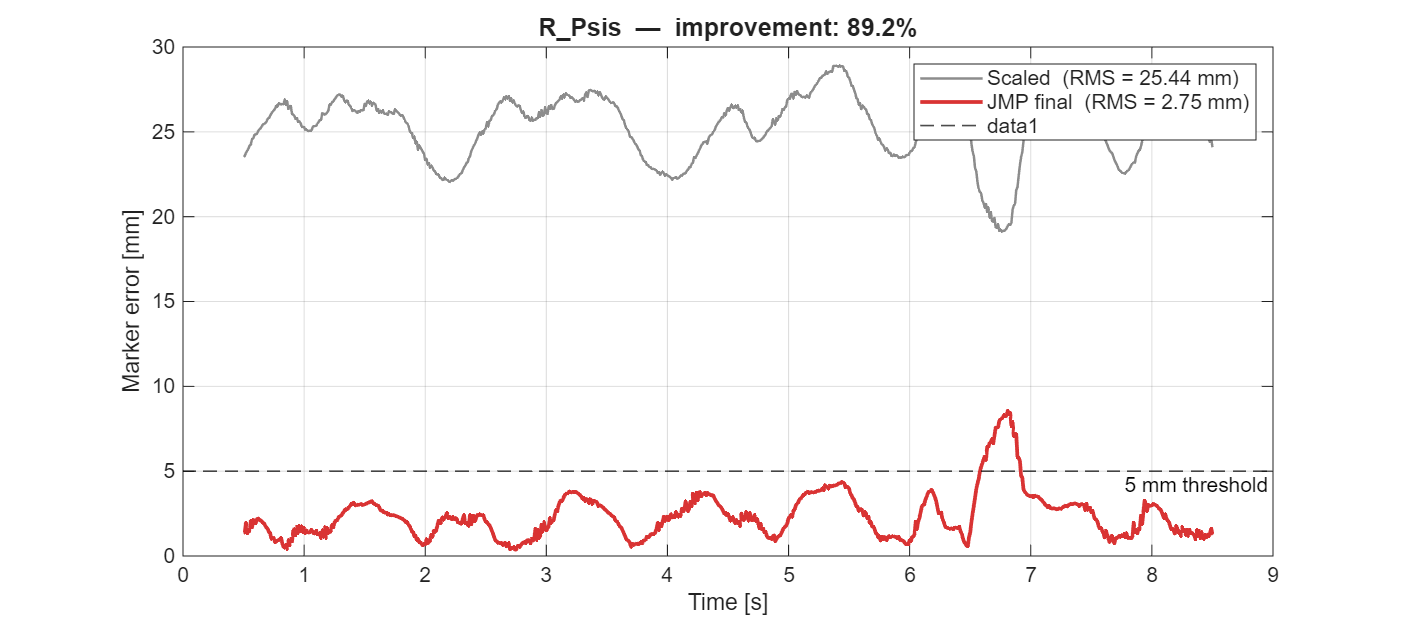 R_Psis — improvement: 89.2%
30
25
20
15
10
5
0
Marker error [mm]
Scaled (RMS = 25.44 mm)
JMP final (RMS = 2.75 mm)
data1
5 mm threshold
0 1 2 3 4 5 6 7 8 9
Time [s]